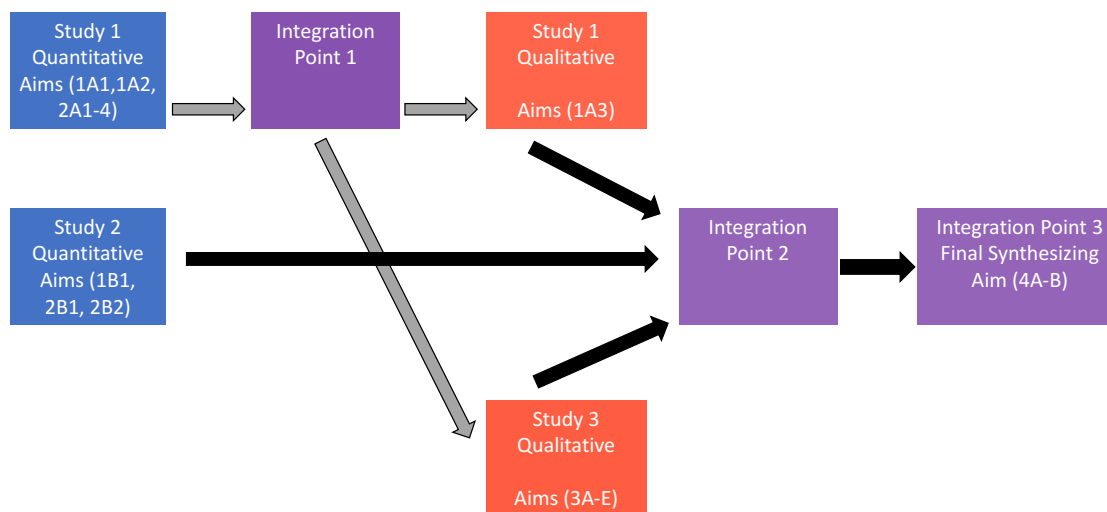 Study 1
Quantitative
Aims (1A1,1A2,
2A1-4)
Integration
Point 1
Study 1
Qualitative
Aims (1A3)
Study 2
Quantitative
Aims (1B1,
2B1, 2B2)
Integration
Point 2
Integration Point 3
Final Synthesizing
Aim (4A-B)
Study 3
Qualitative
Aims (3A-E)